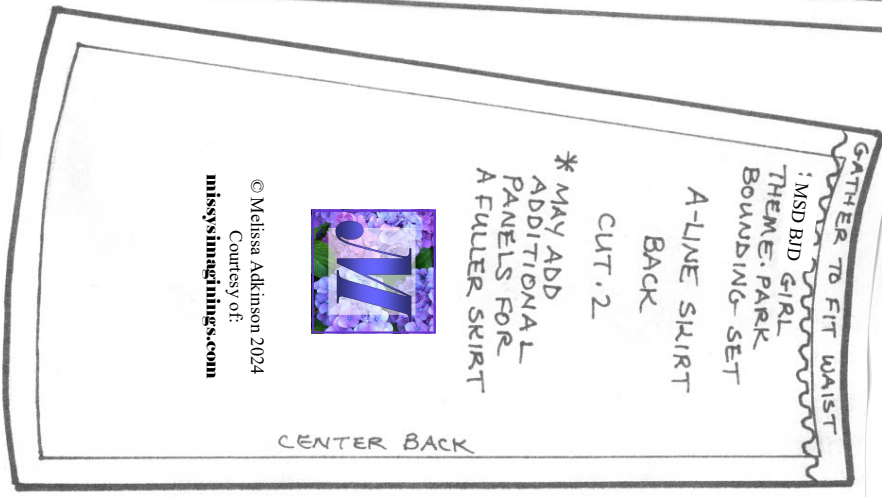 GATHER TO FIT WAIST
: MSD BJD GIRL
THEME.PARK
BOUNDING SET
A-LINE SKIRT
BACK
CUT.2
* MAY ADD
ADDITIONAL
PANELS FOR
A FULLER SKIRT
M
© Melissa Adkinson 2024
Courtesy of:
missysimaginings.com
CENTER BACK